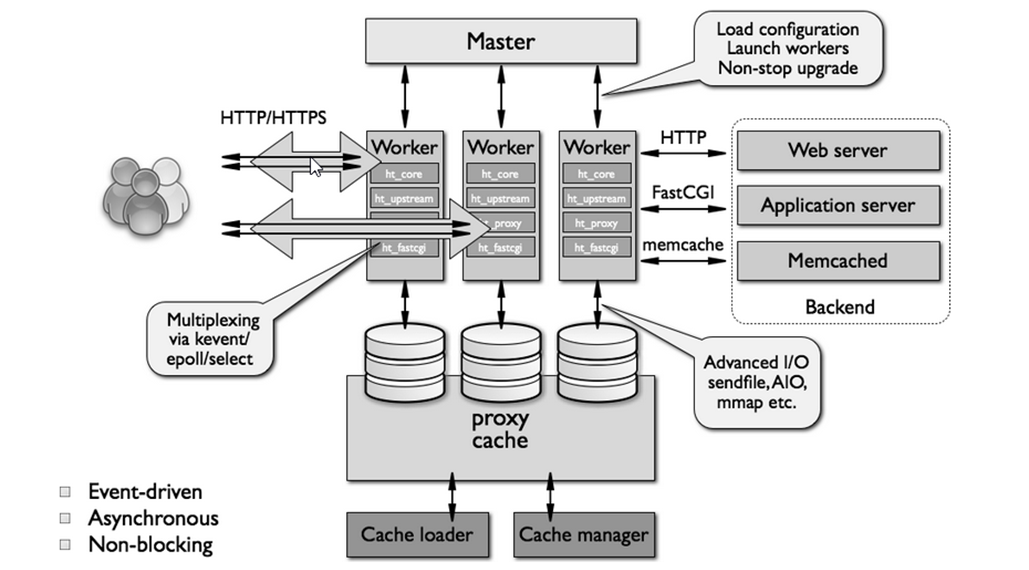 Master
Load configuration
Launch workers
Non-stop upgrade
HTTP/HTTPS
Worker
ht_core
ht_upstream
ht_fastcgi
Worker
ht_core
ht_upstream
_proxy
ht_fastcgi
Worker
ht_core
ht_upstream
ht_proxy
ht_fastcgi
HTTP
FastCGI
memcache
Web server
Application server
Memcached
Backend
Multiplexing
via kevent/
epoll/select
Advanced I/O
sendfile, AIO,
mmap etc.
proxy
cache
Cache loader
Cache manager
Event-driven
Asynchronous
Non-blocking